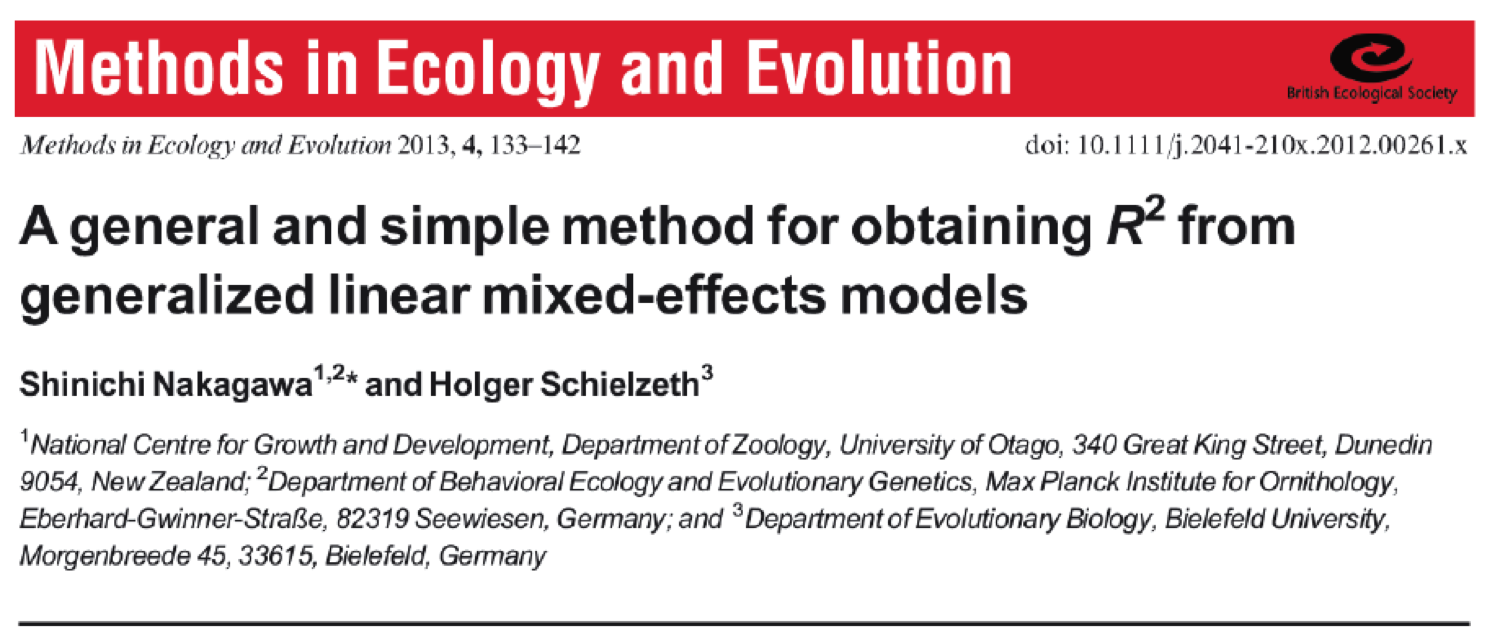 Methods in Ecology and Evolution
British Ecological Society
Methods in Ecology and Evolution 2013, 4, 133–142
doi: 10.1111/j.2041-210x.2012.00261.x
A general and simple method for obtaining R² from
generalized linear mixed-effects models
Shinichi Nakagawa¹,²* and Holger Schielzeth³
¹National Centre for Growth and Development, Department of Zoology, University of Otago, 340 Great King Street, Dunedin
9054, New Zealand; ²Department of Behavioral Ecology and Evolutionary Genetics, Max Planck Institute for Ornithology,
Eberhard-Gwinner-Straße, 82319 Seewiesen, Germany; and ³Department of Evolutionary Biology, Bielefeld University,
Morgenbreede 45, 33615, Bielefeld, Germany